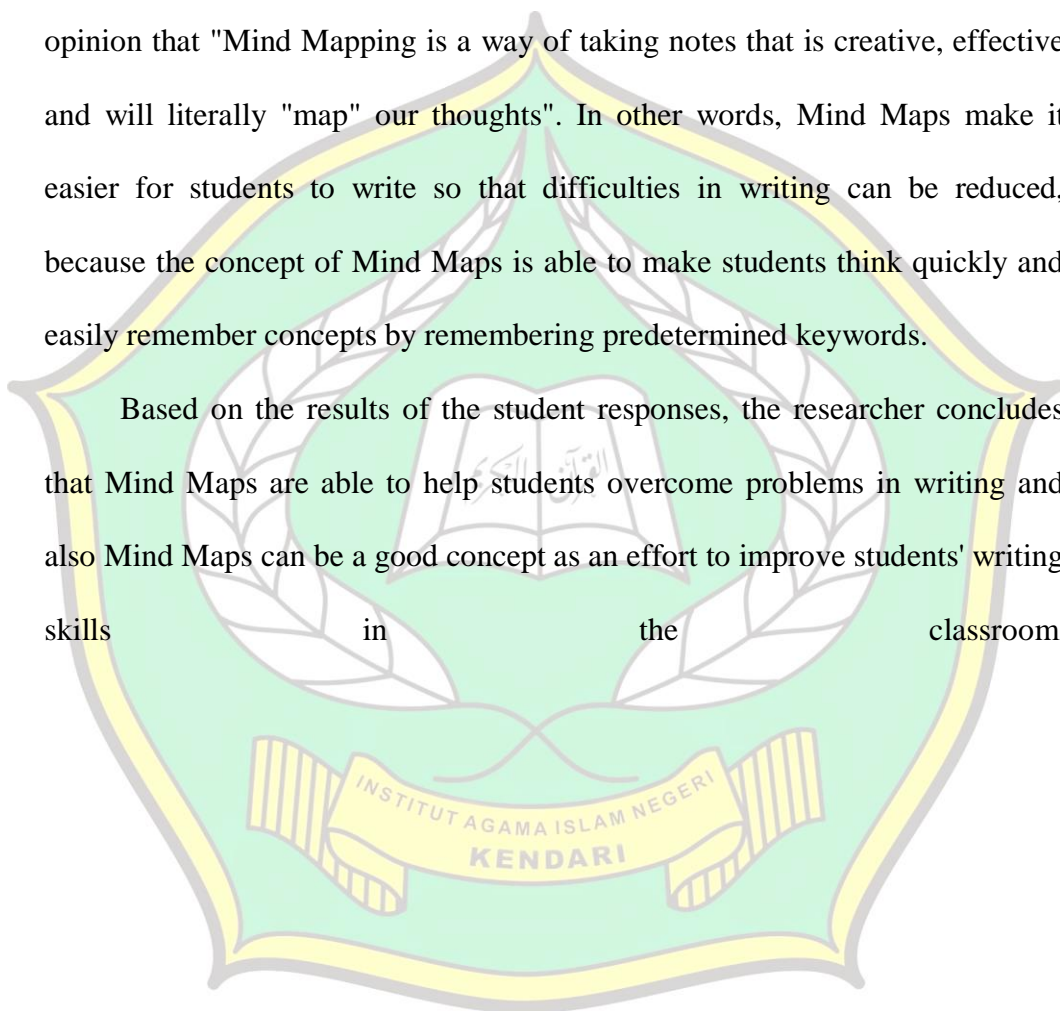 opinion that "Mind Mapping is a way of taking notes that is creative, effective
and will literally "map" our thoughts". In other words, Mind Maps make it
easier for students to write so that difficulties in writing can be reduced,
because the concept of Mind Maps is able to make students think quickly and
easily remember concepts by remembering predetermined keywords.
Based on the results of the student responses, the researcher concludes
that Mind Maps are able to help students overcome problems in writing and
القرآن الكريم
also Mind Maps can be a good concept as an effort to improve students' writing
skills in the classroom
INSTITUT AGAMA ISLAM NEGERI
KENDARI